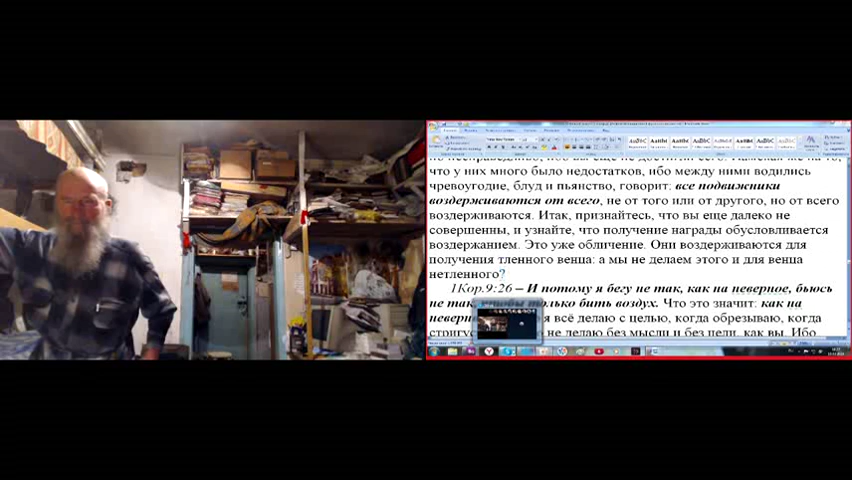 что у них много было недостатков, ибо между ними водились
чревоугодие, блуд и пьянство, говорит: все подвижники
воздерживаются от всего, не от того или от другого, но от всего
воздерживаются. Итак, признайтесь, что вы еще далеко не
совершенны, и узнайте, что получение награды обусловливается
воздержанием. Это уже обличение. Они воздерживаются для
получения тленного венца: а мы не делаем этого и для венца
нетленного?
1Кор.9:26 – И потому я бегу не так, как на неверное, бьюсь
не так, чтобы только бить воздух. Что это значит: как на
я всё делаю с целью, когда обрезываю, когда
не делаю без мысли и без цели, как вы. Ибо